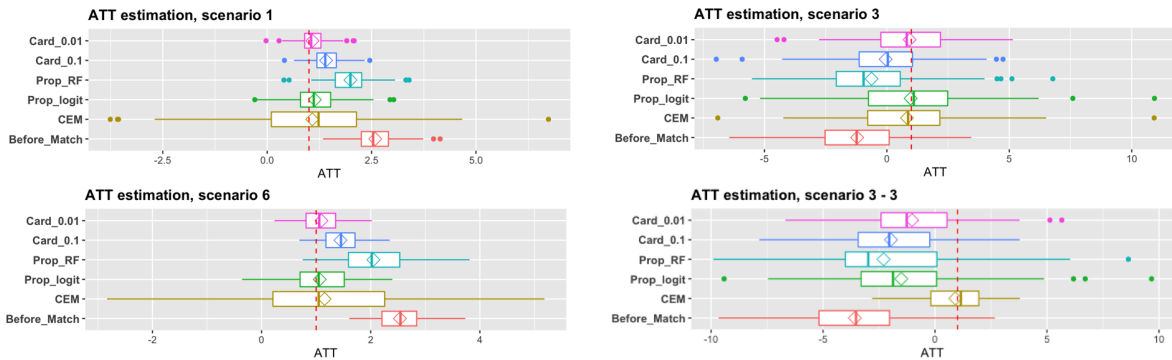 ATT estimation, scenario 1
Card_0.01
Card_0.1
Prop_RF
Prop_logit
CEM
Before_Match
-2.5 0.0 2.5 5.0
ATT
ATT estimation, scenario 3
Card_0.01
Card_0.1
Prop_RF
Prop_logit
CEM
Before_Match
-5 0 5 10
ATT
ATT estimation, scenario 6
Card_0.01
Card_0.1
Prop_RF
Prop_logit
CEM
Before_Match
-2 0 2 4
ATT
ATT estimation, scenario 3 - 3
Card_0.01
Card_0.1
Prop_RF
Prop_logit
CEM
Before_Match
-10 -5 0 5 10
ATT